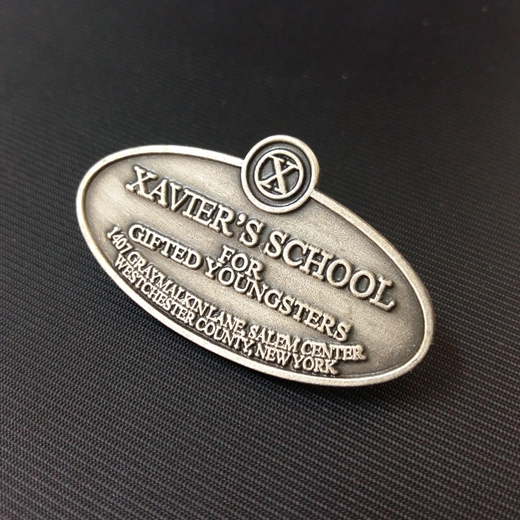 X
XAVIER'S SCHOOL
FOR
GIFTED YOUNGSTERS
1407 GRAYMALKIN LANE, SALEM CENTER
WESTCHESTER COUNTY, NEW YORK